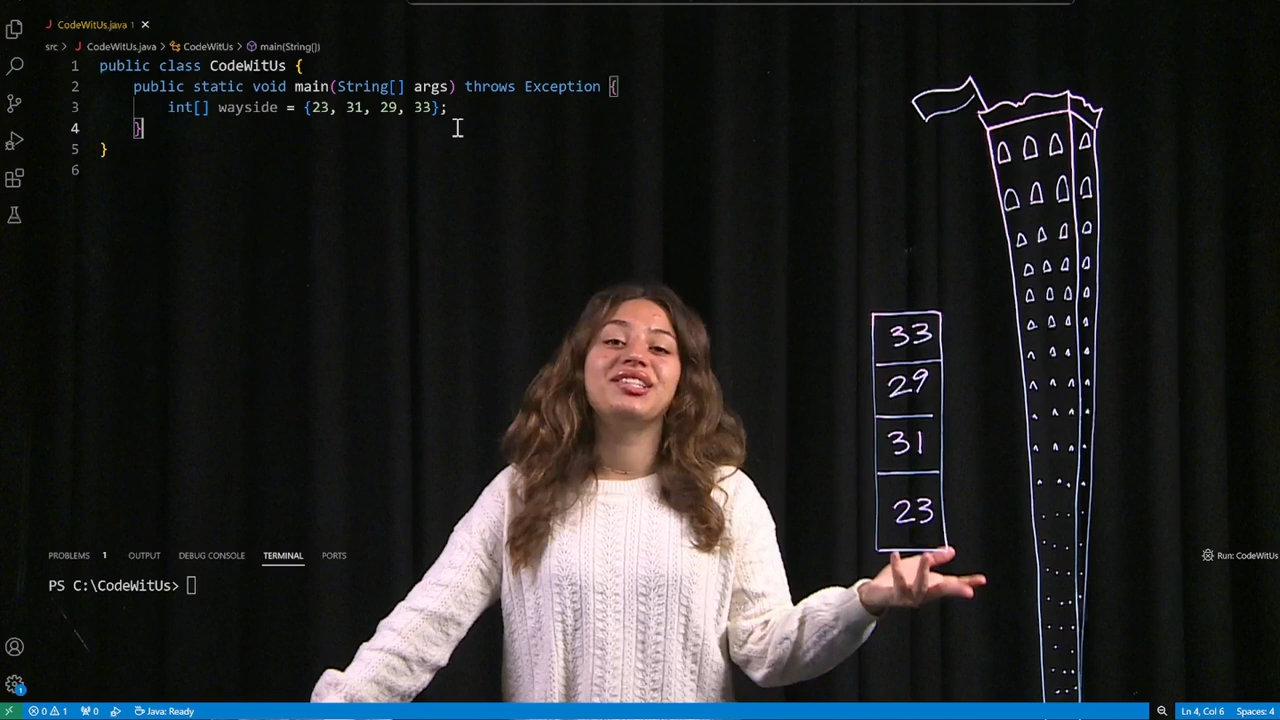 CodeWitUs.java 1
src > CodeWitUs.java > CodeWitUs > main(String[])
1 public class CodeWitUs {
2 public static void main(String[] args) throws Exception {
3 int[] wayside = {23, 31, 29, 33};
4 }
5 }
6
33
29
31
23
PROBLEMS 1 OUTPUT DEBUG CONSOLE TERMINAL PORTS
Run: CodeWitUs
PS C:\CodeWitUs>
1
0 1 0 Java: Ready Ln 4, Col 6 Spaces: 4